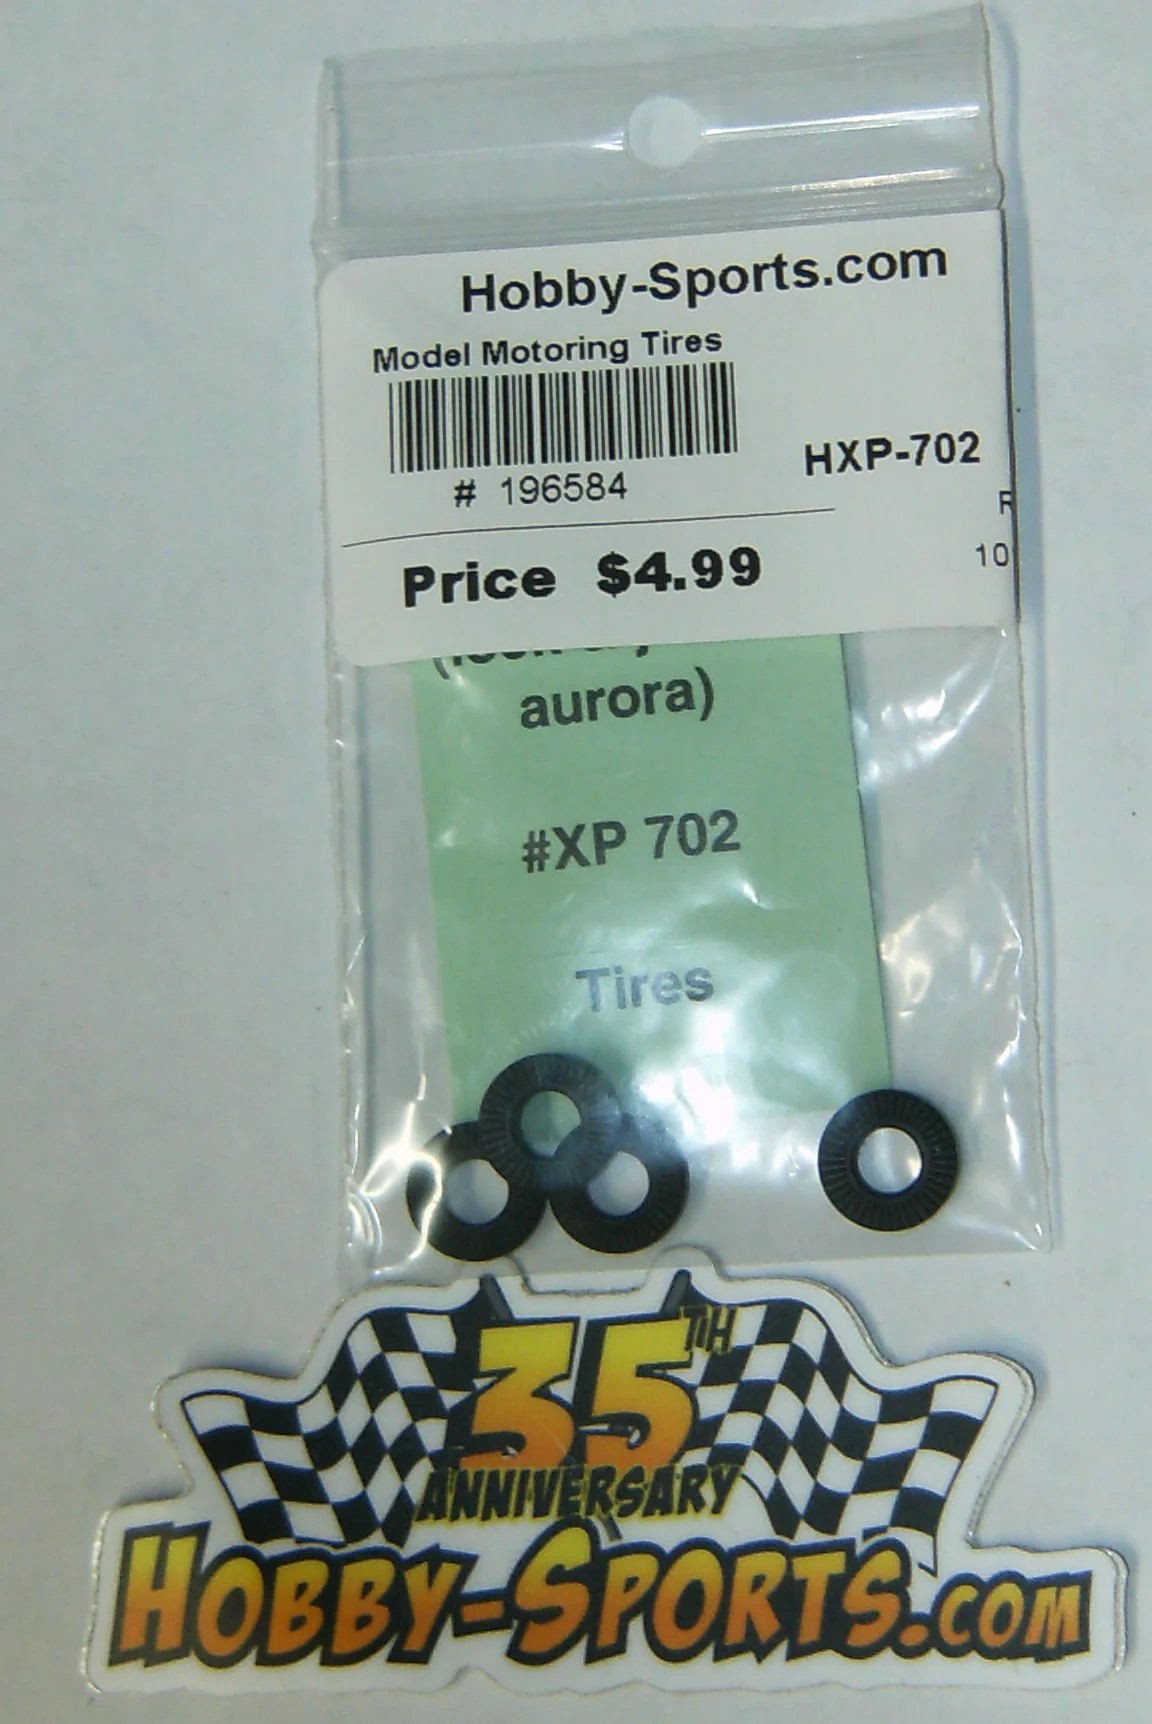 Hobby-Sports.com
Model Motoring Tires
# 196584
HXP-702
R
10
Price $4.99
aurora)
#XP 702
Tires
35TH
ANNIVERSARY
HOBBY-SPORTS.COM